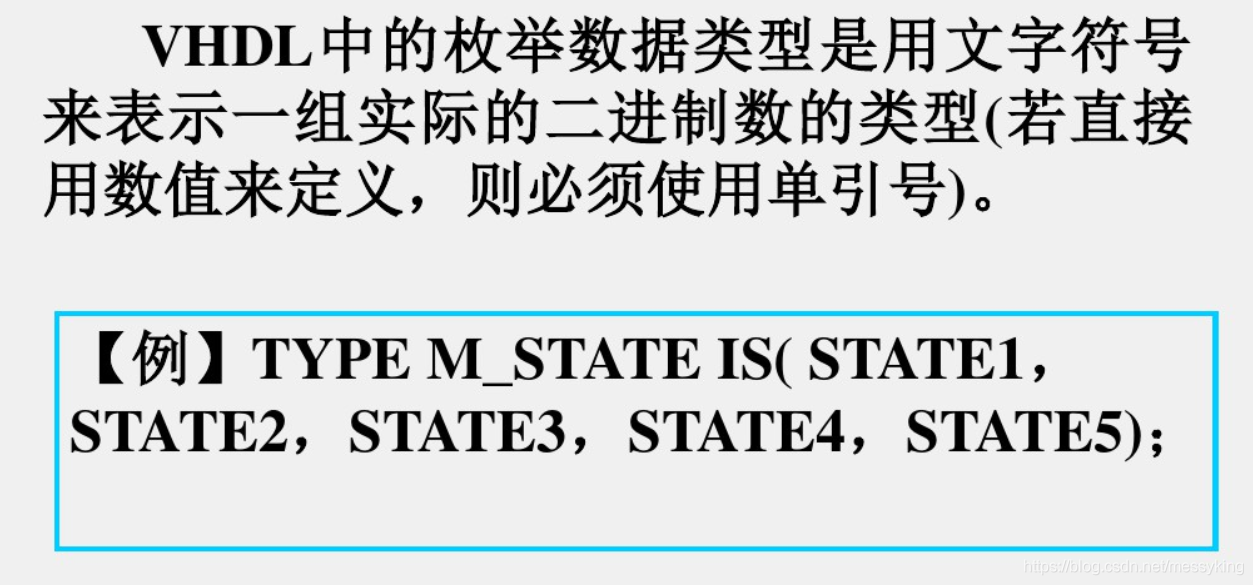 VHDL中的枚举数据类型是用文字符号
来表示一组实际的二进制数的类型(若直接
用数值来定义，则必须使用单引号)。
【例】TYPE M_STATE IS( STATE1，
STATE2，STATE3，STATE4，STATE5)；
https://blog.csdn.net/messyking